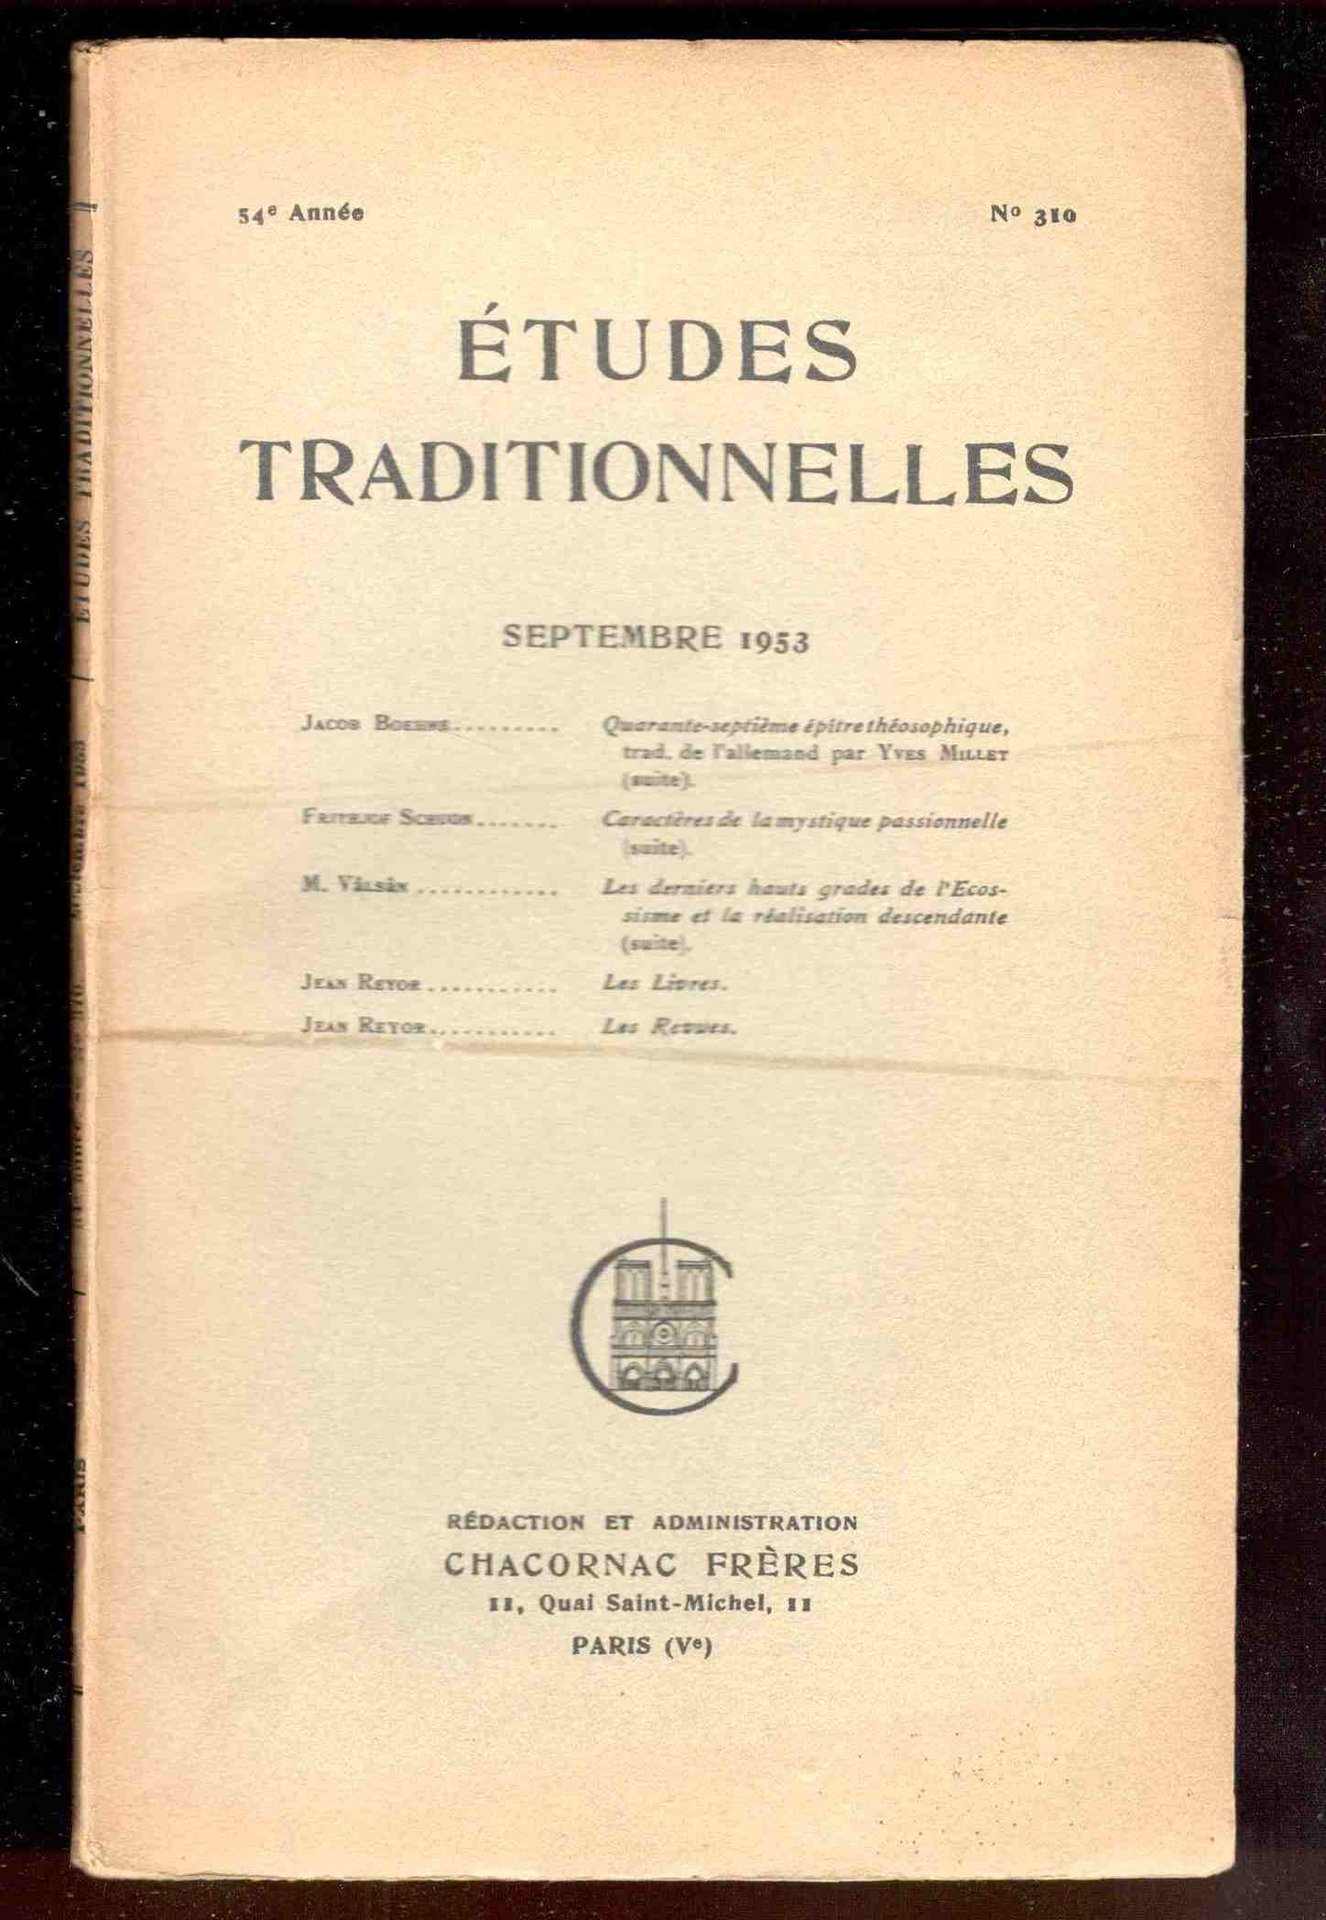 54e Année
No 310
ÉTUDES
TRADITIONNELLES
SEPTEMBRE 1953
JACOB BOEHME......... Quarante-septième épître théosophique,
trad. de l'allemand par YVES MILLET
(suite).
FRITHJOF SCHUON....... Caractères de la mystique passionnelle
(suite).
M. VÂLSÂN ............ Les derniers hauts grades de l'Ecos-
sisme et la réalisation descendante
(suite).
JEAN REYOR........... Les Livres.
JEAN REYOR........... Les Revues.
RÉDACTION ET ADMINISTRATION
CHACORNAC FRÈRES
11, Quai Saint-Michel, 11
PARIS (Ve)
ÉTUDES TRADITIONNELLES
PARIS